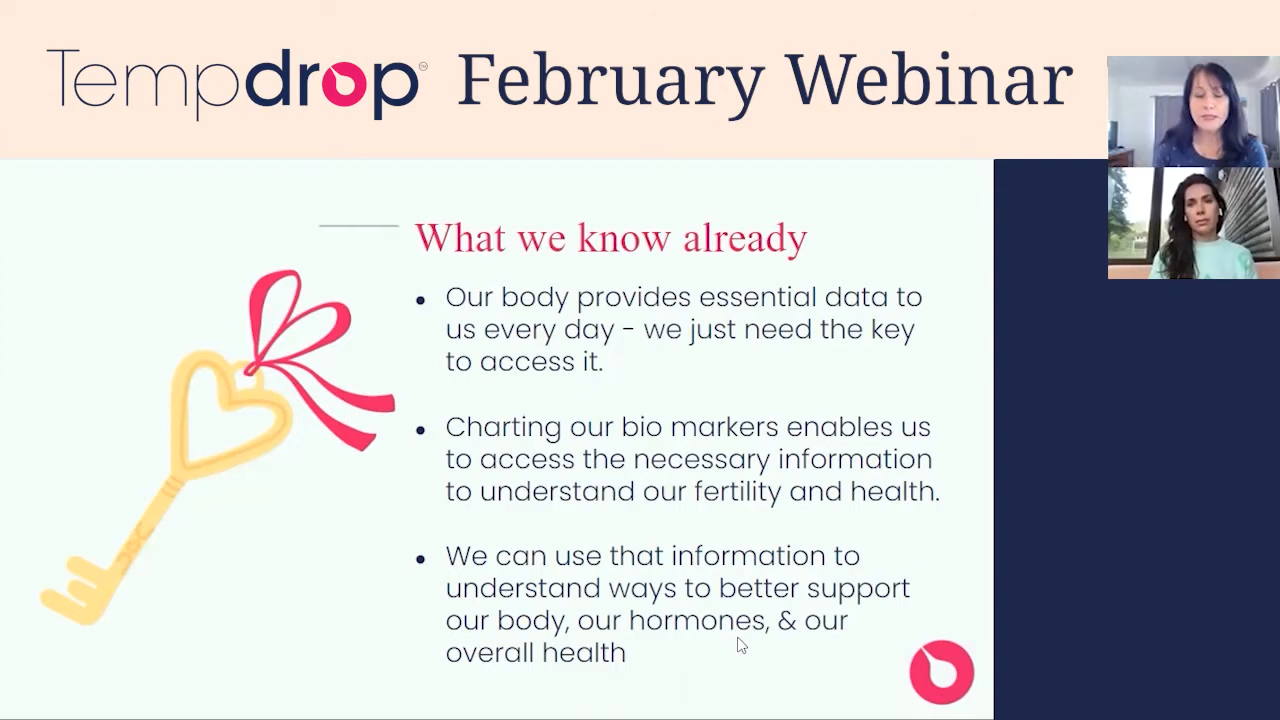 Tempdrop™ February Webinar
What we know already
• Our body provides essential data to
us every day - we just need the key
to access it.
• Charting our bio markers enables us
to access the necessary information
to understand our fertility and health.
• We can use that information to
understand ways to better support
our body, our hormones, & our
overall health